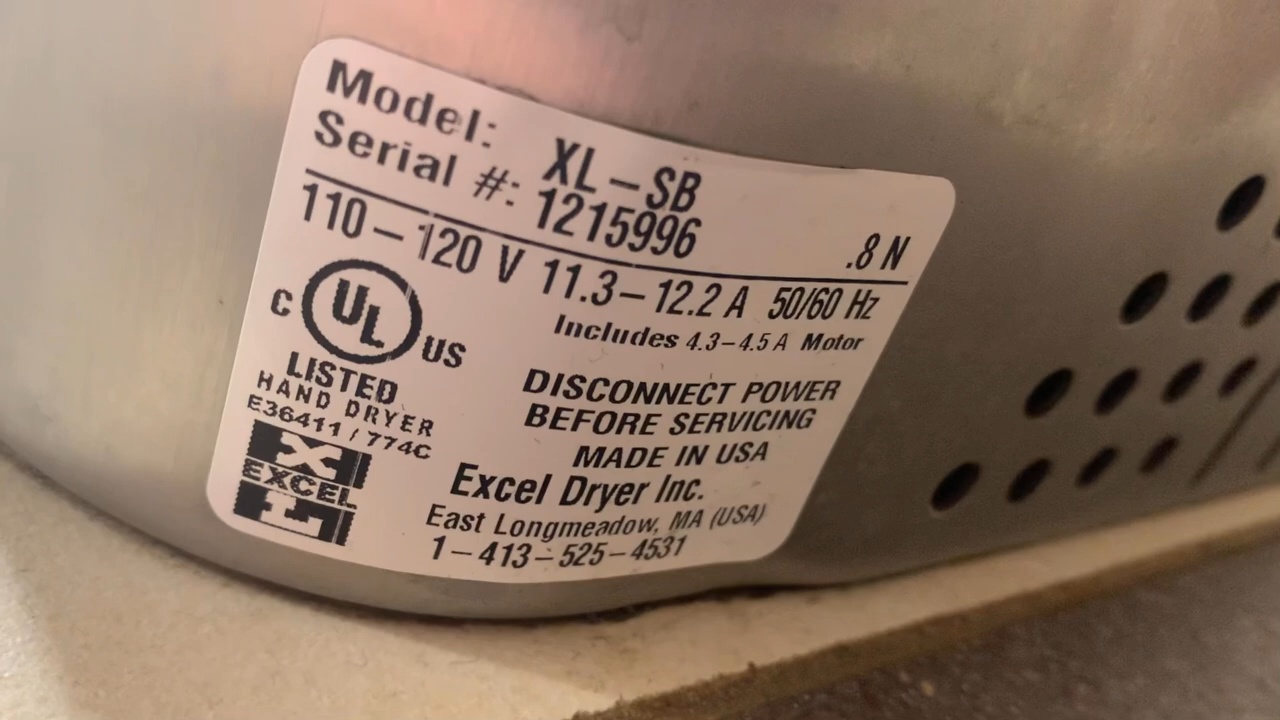 Model: XL-SB
Serial #: 1215996 .8 N
110-120 V 11.3-12.2 A 50/60 Hz
Includes 4.3-4.5 A Motor
C UL US
LISTED
HAND DRYER
E36411 / 774C
DISCONNECT POWER
BEFORE SERVICING
MADE IN USA
XL
EXCEL
Excel Dryer Inc.
East Longmeadow, MA (USA)
1-413-525-4531